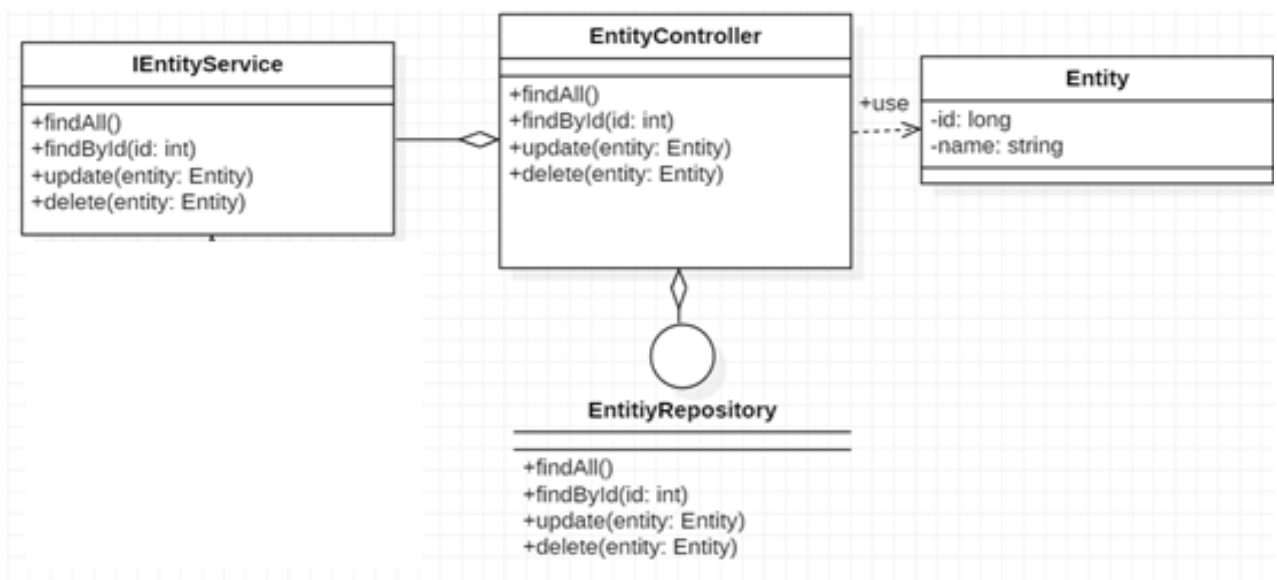 IEntityService
+findAll()
+findById(id: int)
+update(entity: Entity)
+delete(entity: Entity)
EntityController
+findAll()
+findById(id: int)
+update(entity: Entity)
+delete(entity: Entity)
+use
Entity
-id: long
-name: string
EntitiyRepository
+findAll()
+findById(id: int)
+update(entity: Entity)
+delete(entity: Entity)